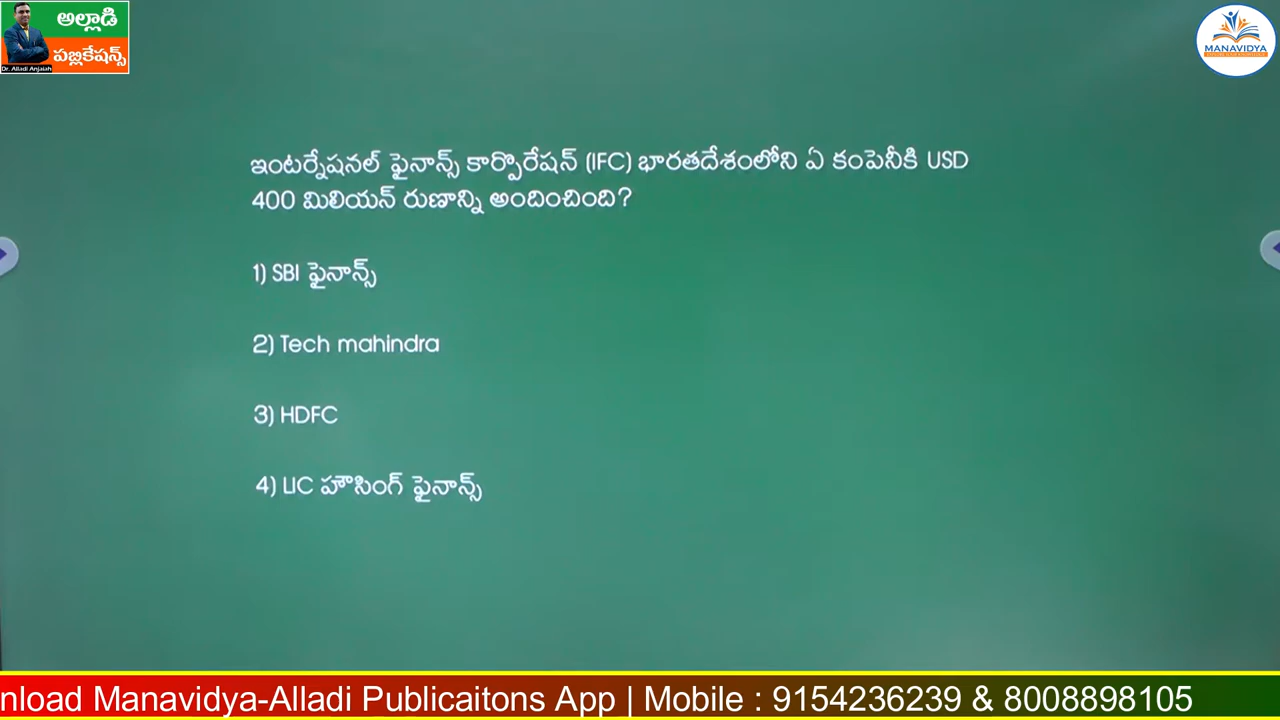 అల్లాడి
పబ్లికేషన్స్
Dr. Alladi Anjaiah
MANAVIDYA
ఇంటర్నేషనల్ ఫైనాన్స్ కార్పొరేషన్ (IFC) భారతదేశంలోని ఏ కంపెనీకి USD
400 మిలియన్ రుణాన్ని అందించింది?
1) SBI ఫైనాన్స్
2) Tech mahindra
3) HDFC
4) LIC హౌసింగ్ ఫైనాన్స్
nload Manavidya-Alladi Publicaitons App | Mobile : 9154236239 & 8008898105